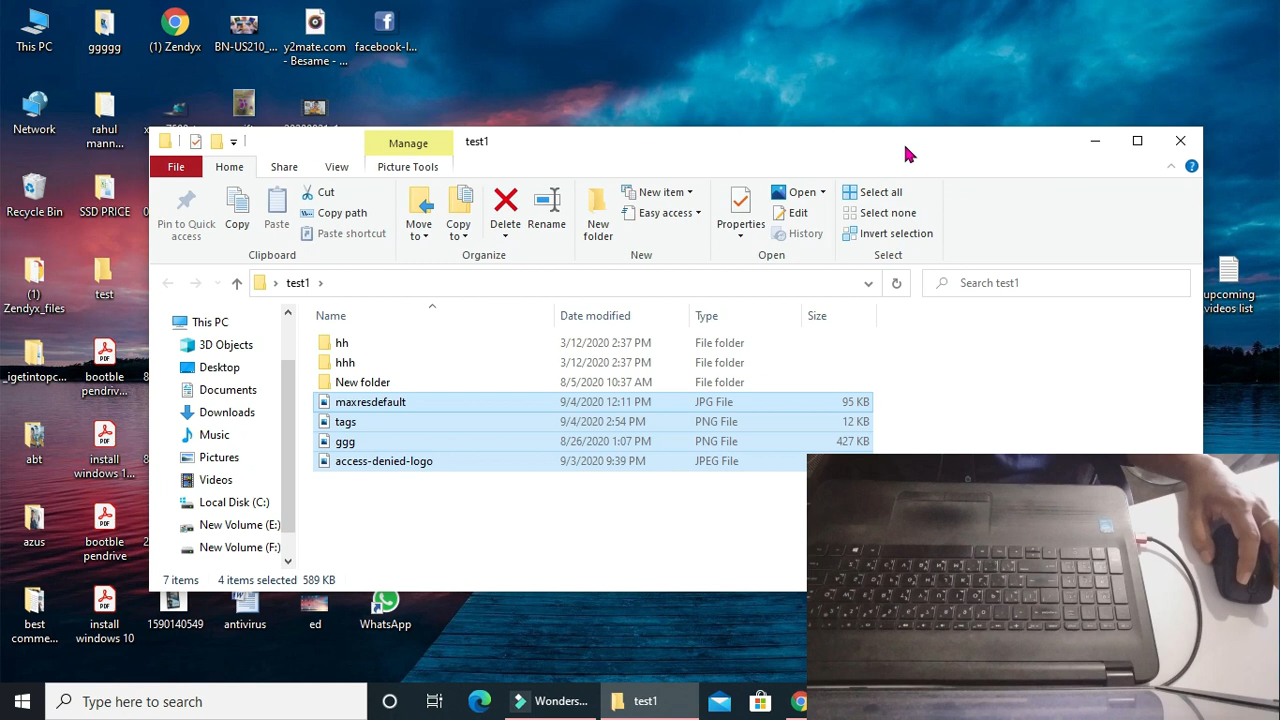 This PC
ggggg
(1) Zendyx
BN-US210_...
y2mate.com
- Besame - ...
facebook-l...
Network
rahul
mann...
Recycle Bin
SSD PRICE
(1)
Zendyx_files
test
_igetintopc...
bootble
pendriv...
abt
install
windows 1...
azus
bootble
pendrive
best
comme...
install
windows 10
1590140549
antivirus
ed
WhatsApp
upcoming
videos list
Manage
test1
File
Home
Share
View
Picture Tools
Pin to Quick
access
Copy
Paste
Cut
Copy path
Paste shortcut
Clipboard
Move
to
Copy
to
Delete
Rename
Organize
New
folder
New item
Easy access
New
Properties
Open
Edit
History
Open
Select all
Select none
Invert selection
Select
test1
Search test1
This PC
3D Objects
Desktop
Documents
Downloads
Music
Pictures
Videos
Local Disk (C:)
New Volume (E:)
New Volume (F:)
Name Date modified Type Size
hh 3/12/2020 2:37 PM File folder
hhh 3/12/2020 2:37 PM File folder
New folder 8/5/2020 10:37 AM File folder
maxresdefault 9/4/2020 12:11 PM JPG File 95 KB
tags 9/4/2020 2:54 PM PNG File 12 KB
ggg 8/26/2020 1:07 PM PNG File 427 KB
access-denied-logo 9/3/2020 9:39 PM JPEG File
7 items 4 items selected 589 KB
Type here to search
Wonders...
test1